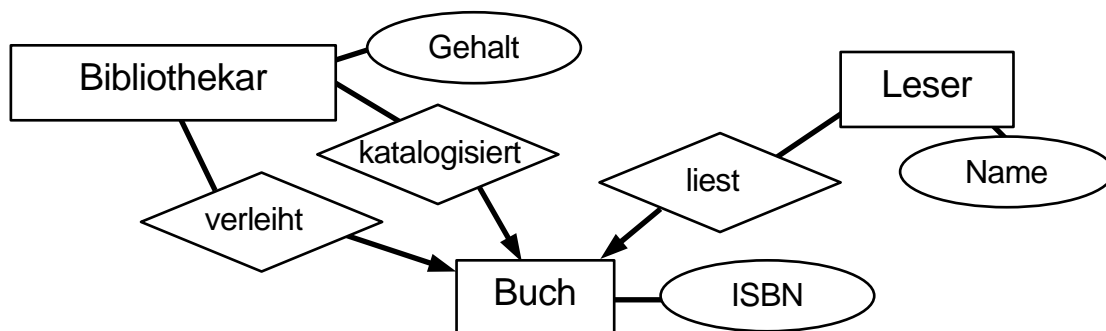 Gehalt
Bibliothekar
Leser
katalogisiert
liest
Name
verleiht
Buch
ISBN